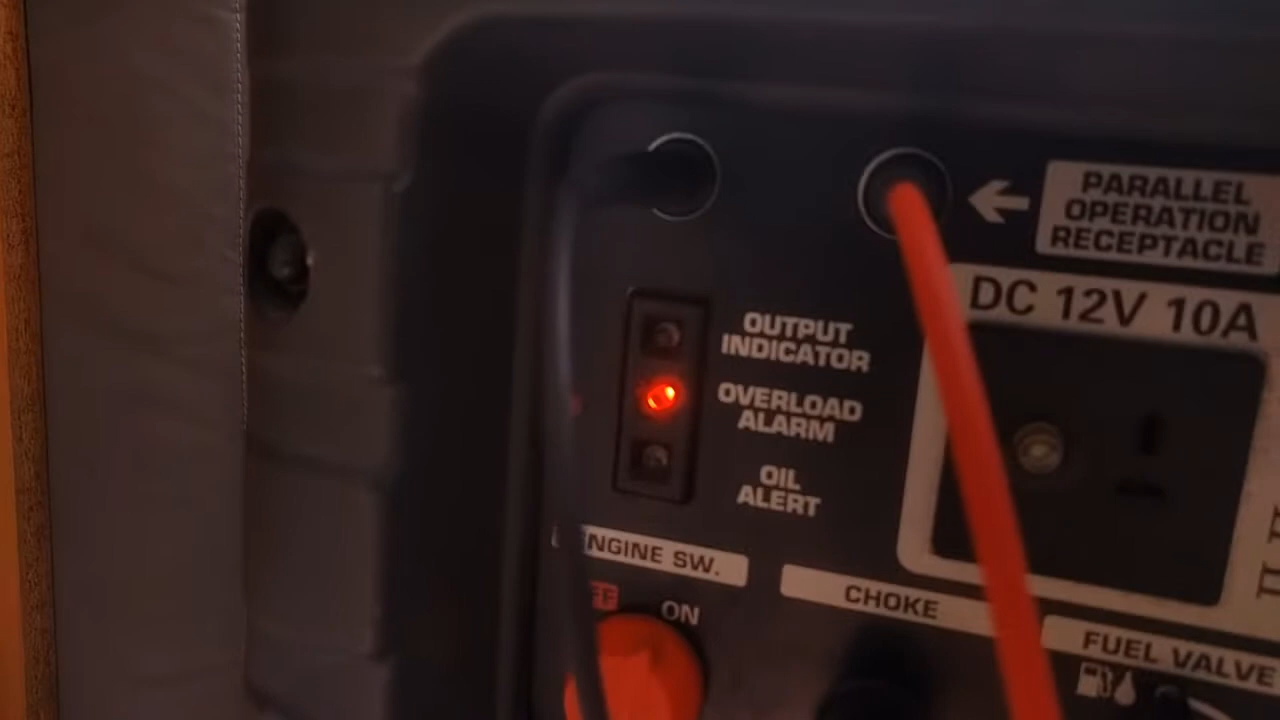 PARALLEL
OPERATION
RECEPTACLE
DC 12V 10A
OUTPUT
INDICATOR
OVERLOAD
ALARM
OIL
ALERT
NGINE SW.
ON
CHOKE
FUEL VALVE